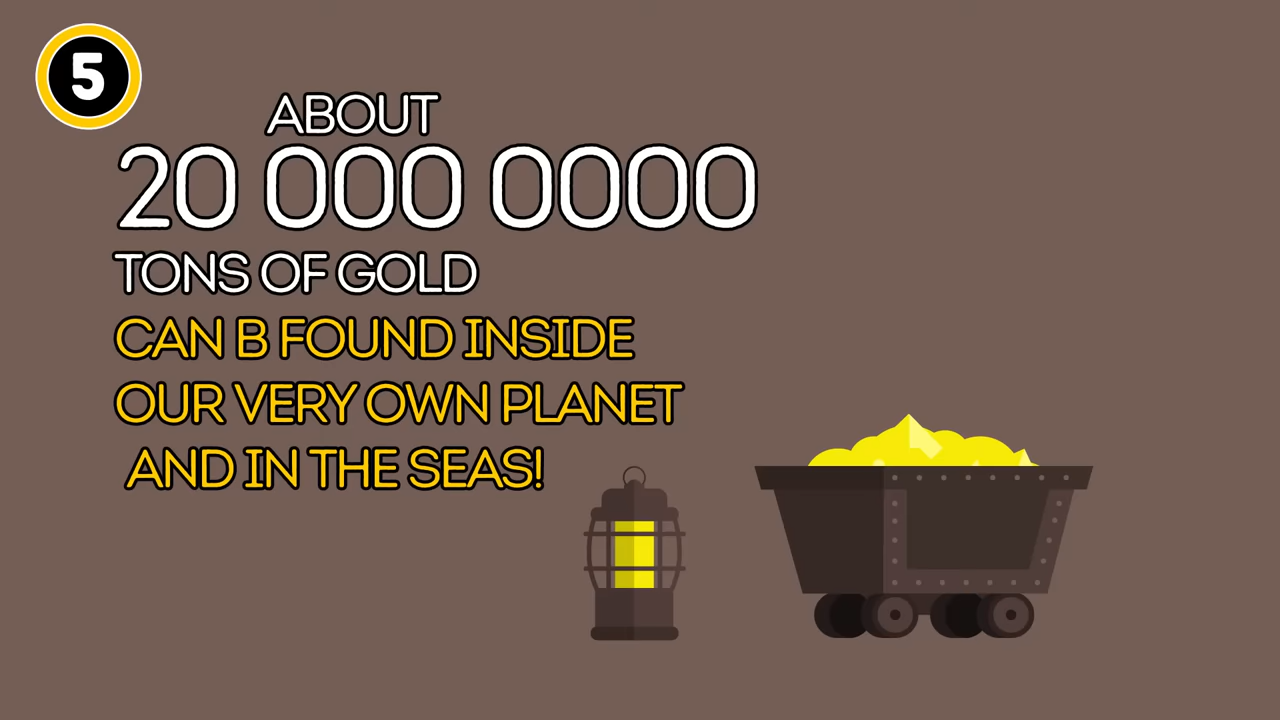 5
ABOUT
20 000 0000
TONS OF GOLD
CAN B FOUND INSIDE
OUR VERY OWN PLANET
AND IN THE SEAS!